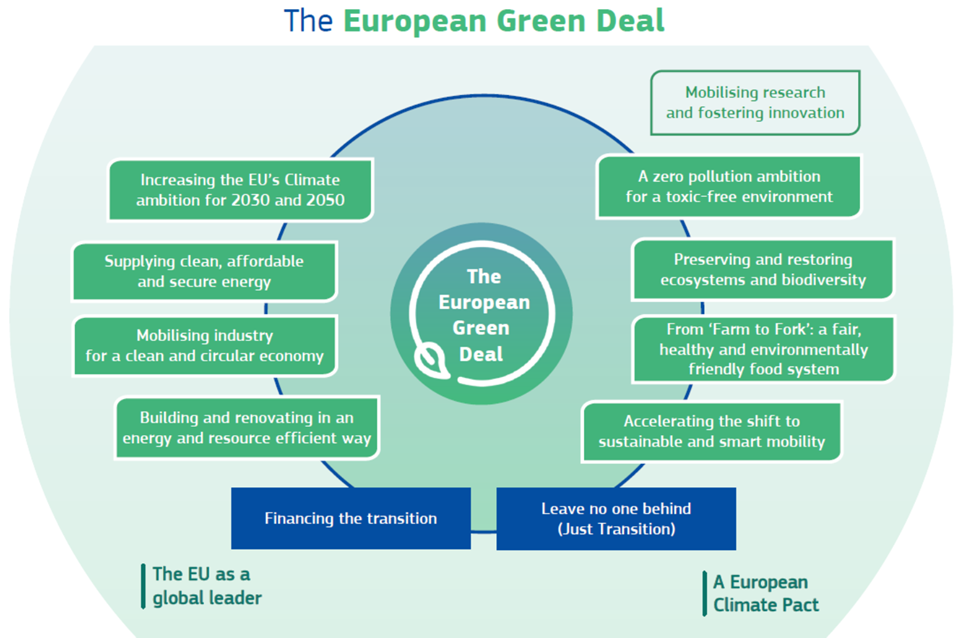 The European Green Deal
Mobilising research
and fostering innovation
Increasing the EU's Climate
ambition for 2030 and 2050
A zero pollution ambition
for a toxic-free environment
Supplying clean, affordable
and secure energy
Preserving and restoring
ecosystems and biodiversity
The
European
Green
Deal
Mobilising industry
for a clean and circular economy
From ‘Farm to Fork’: a fair,
healthy and environmentally
friendly food system
Building and renovating in an
energy and resource efficient way
Accelerating the shift to
sustainable and smart mobility
Financing the transition
Leave no one behind
(Just Transition)
The EU as a
global leader
A European
Climate Pact